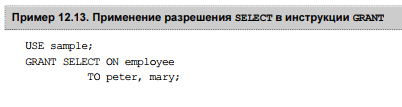 Пример 12.13. Применение разрешения SELECT в инструкции GRANT
USE sample;
GRANT SELECT ON employee
TO peter, mary;